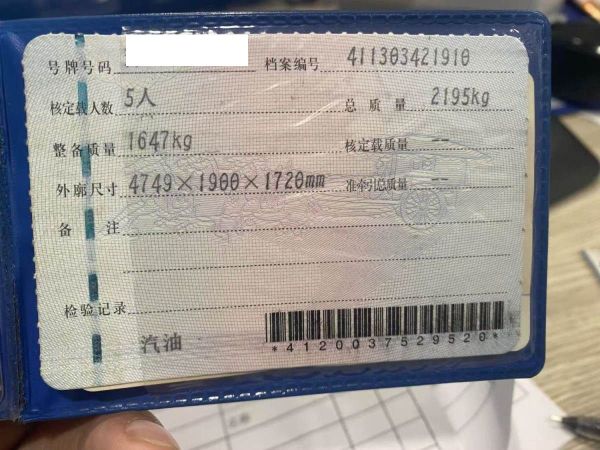 号牌号码 档案编号 411303421910
核定载人数 5人 总质量 2195kg
整备质量 1647kg 核定载质量 --
外廓尺寸 4749×1900×1720mm 准牵引总质量 --
备注
检验记录
汽油
*4120037529520*